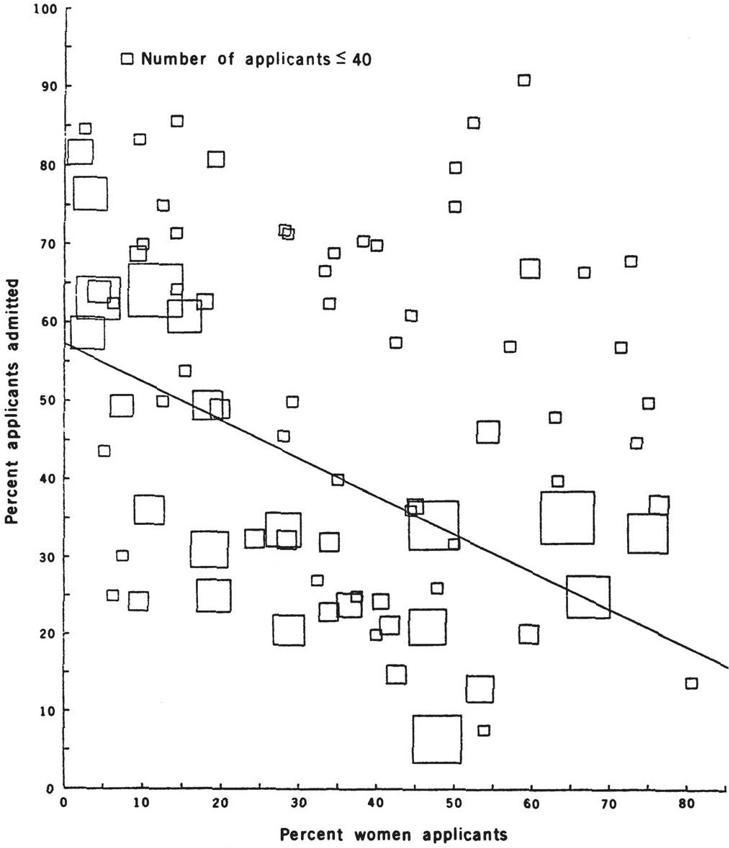 100
Number of applicants ≤ 40
90
80
70
60
50
40
30
20
10
0
Percent applicants admitted
0 10 20 30 40 50 60 70 80
Percent women applicants